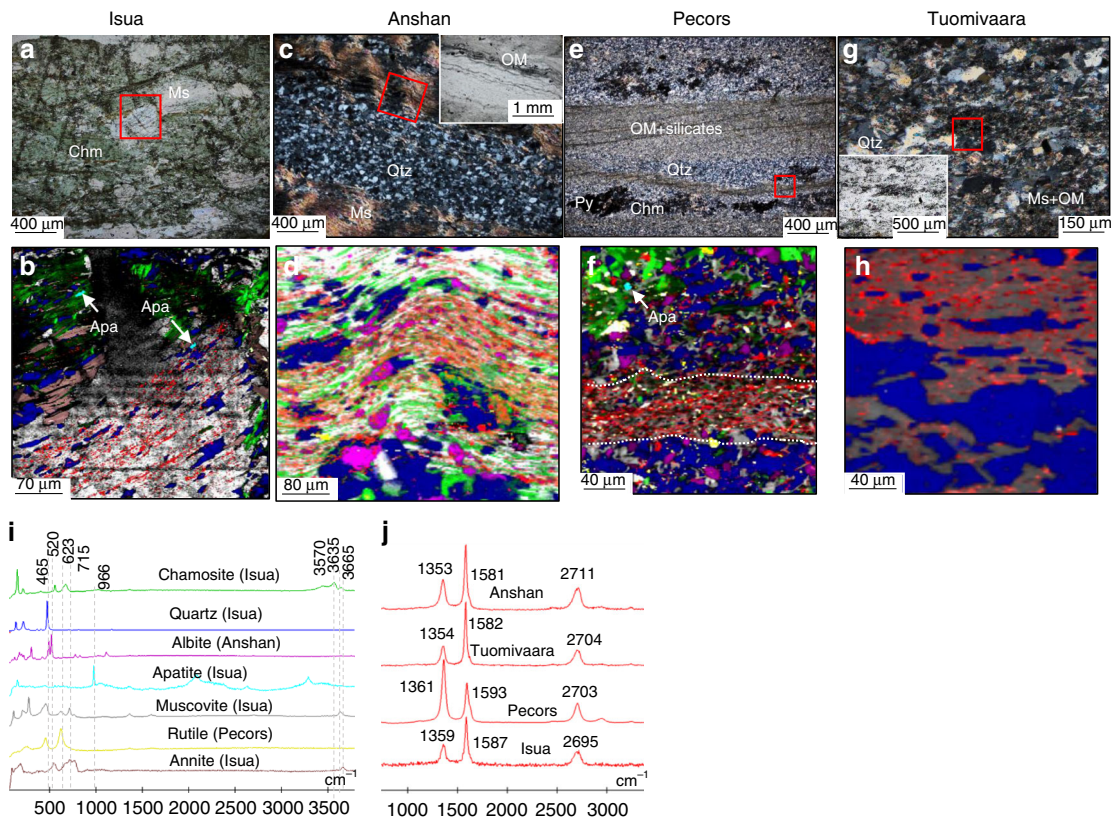 Isua Anshan Pecors Tuomivaara
a
Ms
Chm
400 μm
c
OM
1 mm
Qtz
Ms
400 μm
e
OM+silicates
Qtz
Py
Chm
400 μm
g
Qtz
Ms+OM
500 μm
150 μm
b
Apa
Apa
70 μm
d
80 μm
f
Apa
40 μm
h
40 μm
i
465 520 623 715 966 3570 3635 3665
Chamosite (Isua)
Quartz (Isua)
Albite (Anshan)
Apatite (Isua)
Muscovite (Isua)
Rutile (Pecors)
Annite (Isua)
cm⁻¹
500 1000 1500 2000 2500 3000 3500
j
1353 1581 2711
Anshan
1354 1582 2704
Tuomivaara
1361 1593 2703
Pecors
1359 1587 2695
Isua
cm⁻¹
1000 1500 2000 2500 3000